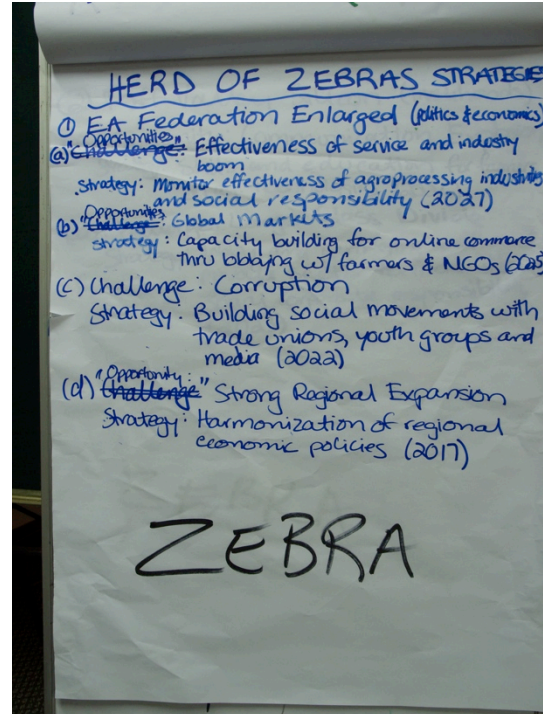 HERD OF ZEBRAS STRATEGIES
① EA Federation Enlarged (politics & economics)
Opportunities
(a) "Challenge": Effectiveness of service and industry
boom
Strategy: Monitor effectiveness of agroprocessing industries
and social responsibility (2027)
Opportunities
(b) "Challenge": Global Markets
strategy: Capacity building for online commerce
thru lobbying w/ farmers & NGOs (2025)
(c) Challenge: Corruption
Strategy: Building social movements with
trade unions, youth groups and
media (2022)
"Opportunity:
(d) Challenge" Strong Regional Expansion
Strategy: Harmonization of regional
economic policies (2017)
ZEBRA